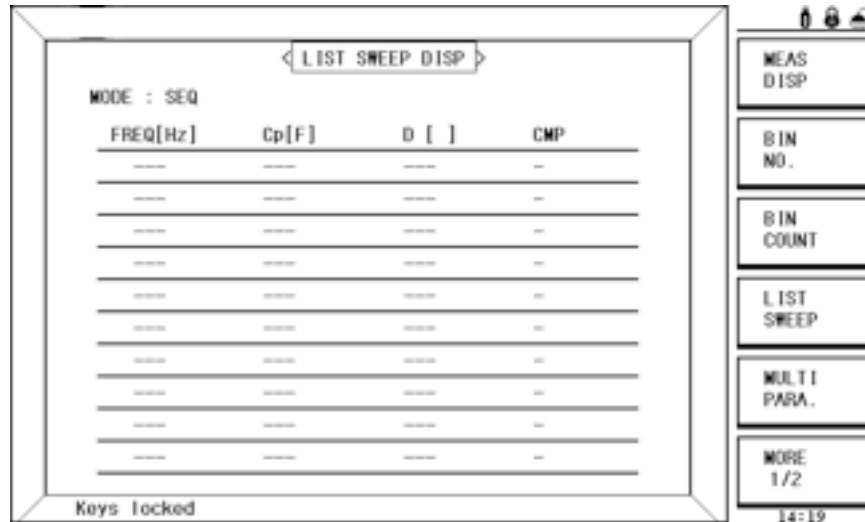 LIST SWEEP DISP
MODE : SEQ
FREQ[Hz] Cp[F] D [ ] CMP
--- --- --- -
--- --- --- -
--- --- --- -
--- --- --- -
--- --- --- -
--- --- --- -
--- --- --- -
--- --- --- -
--- --- --- -
--- --- --- -
Keys locked
MEAS
DISP
BIN
NO.
BIN
COUNT
LIST
SWEEP
MULTI
PARA.
MORE
1/2
14:19